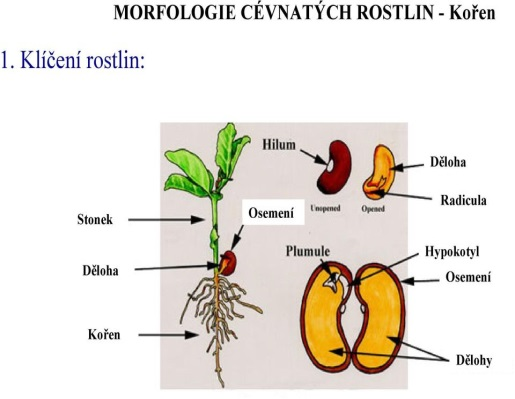 MORFOLOGIE CÉVNATÝCH ROSTLIN - Kořen
1. Klíčení rostlin:
Hilum
Děloha
Radicula
Unopened
Opened
Stonek
Osemení
Plumule
Hypokotyl
Osemení
Děloha
Kořen
Dělohy